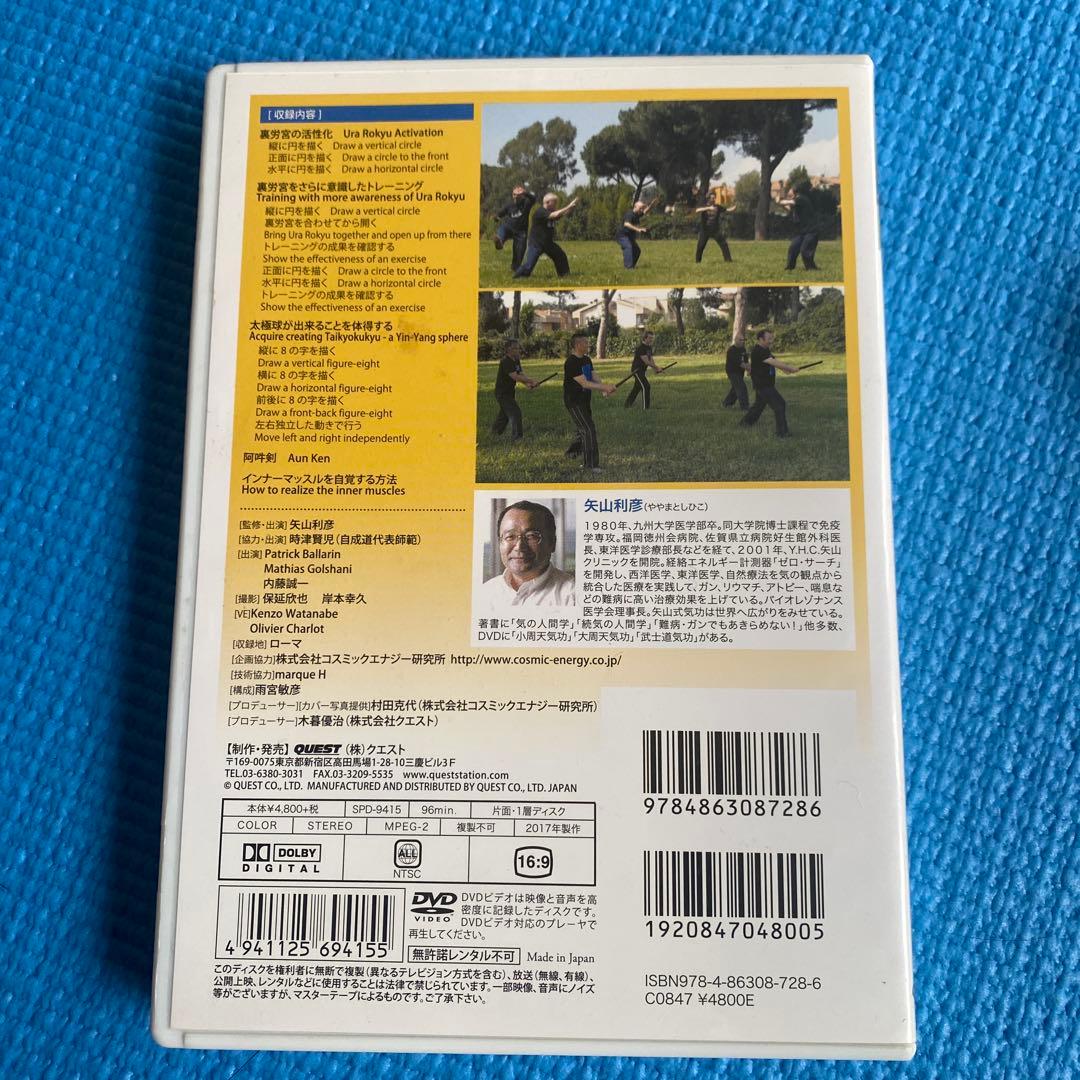 [収録内容]
裏労宮の活性化 Ura Rokyu Activation
縦に円を描く Draw a vertical circle
正面に円を描く Draw a circle to the front
水平に円を描く Draw a horizontal circle
裏労宮をさらに意識したトレーニング
Training with more awareness of Ura Rokyu
縦に円を描く Draw a vertical circle
裏労宮を合わせてから開く
Bring Ura Rokyu together and open up from there
トレーニングの成果を確認する
Show the effectiveness of an exercise
正面に円を描く Draw a circle to the front
水平に円を描く Draw a horizontal circle
トレーニングの成果を確認する
Show the effectiveness of an exercise
太極球が出来ることを体得する
Acquire creating Taikyokukyu - a Yin-Yang sphere
縦に8の字を描く
Draw a vertical figure-eight
横に8の字を描く
Draw a horizontal figure-eight
前後に8の字を描く
Draw a front-back figure-eight
左右独立した動きで行う
Move left and right independently
阿吽剣 Aun Ken
インナーマッスルを自覚する方法
How to realize the inner muscles
[監修・出演]矢山利彦
[協力・出演]時津賢児(自成道代表師範)
[出演]Patrick Ballarin
Mathias Golshani
内藤誠一
[撮影]保延欣也 岸本幸久
[VE]Kenzo Watanabe
Olivier Charlot
[収録地]ローマ
[企画協力]株式会社コスミックエナジー研究所 http://www.cosmic-energy.co.jp/
[技術協力]marque H
[構成]雨宮敏彦
[プロデューサー][カバー写真提供]村田克代(株式会社コスミックエナジー研究所)
[プロデューサー]木暮優治(株式会社クエスト)
矢山利彦(ややまとしひこ)
1980年、九州大学医学部卒。同大学院博士課程で免疫
学専攻。福岡徳州会病院、佐賀県立病院好生館外科医
長、東洋医学診療部長などを経て、2001年、Y.H.C.矢山
クリニックを開院。経絡エネルギー計測器「ゼロ・サーチ」
を開発し、西洋医学、東洋医学、自然療法を気の観点から
統合した医療を実践して、ガン、リウマチ、アトピー、喘息な
どの難病に高い治療効果を上げている。バイオレゾナンス
医学会理事長。矢山式気功は世界へ広がりをみせている。
著書に「気の人間学」「続気の人間学」「難病・ガンでもあきらめない!」他多数、
DVDに「小周天気功」「大周天気功」「武士道気功」がある。
【制作・発売】QUEST (株)クエスト
〒169-0075東京都新宿区高田馬場1-28-10三慶ビル3F
TEL.03-6380-3031 FAX.03-3209-5535 www.queststation.com
© QUEST CO., LTD. MANUFACTURED AND DISTRIBUTED BY QUEST CO., LTD. JAPAN
本体¥4,800+税 SPD-9415 96min. 片面・1層ディスク
COLOR STEREO MPEG-2 複製不可 2017年製作
DOLBY DIGITAL ALL NTSC 16:9
4 941125 694155
DVD VIDEO
DVDビデオは映像と音声を高
密度に記録したディスクです。
DVDビデオ対応のプレーヤで
再生してください。
無許諾レンタル不可 Made in Japan
このディスクを権利者に無断で複製(異なるテレビジョン方式を含む)、放送(無線、有線)、
公開上映、レンタルなどに使用することは法律で禁じられています。一部映像、音声にノイズ
等がございますが、マスターテープによるものです。ご了承下さい。
9784863087286
1920847048005
ISBN978-4-86308-728-6
C0847 ¥4800E